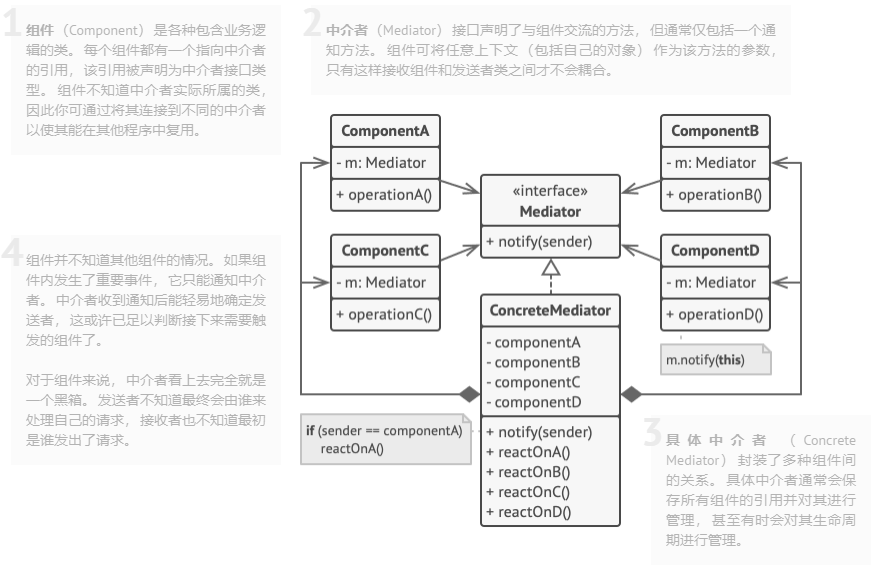 1
组件（Component）是各种包含业务逻
辑的类。 每个组件都有一个指向中介者
的引用， 该引用被声明为中介者接口类
型。 组件不知道中介者实际所属的类，
因此你可通过将其连接到不同的中介者
以使其能在其他程序中复用。
2
中介者（Mediator）接口声明了与组件交流的方法， 但通常仅包括一个通
知方法。 组件可将任意上下文（包括自己的对象） 作为该方法的参数，
只有这样接收组件和发送者类之间才不会耦合。
ComponentA
- m: Mediator
+ operationA()
ComponentB
- m: Mediator
+ operationB()
«interface»
Mediator
+ notify(sender)
ComponentC
- m: Mediator
+ operationC()
ComponentD
- m: Mediator
+ operationD()
m.notify(this)
ConcreteMediator
- componentA
- componentB
- componentC
- componentD
+ notify(sender)
+ reactOnA()
+ reactOnB()
+ reactOnC()
+ reactOnD()
if (sender == componentA)
reactOnA()
3
具体中介者 （Concrete
Mediator） 封装了多种组件间
的关系。 具体中介者通常会保
存所有组件的引用并对其进行
管理， 甚至有时会对其生命周
期进行管理。
4
组件并不知道其他组件的情况。 如果组
件内发生了重要事件， 它只能通知中介
者。 中介者收到通知后能轻易地确定发
送者， 这或许已足以判断接下来需要触
发的组件了。
对于组件来说， 中介者看上去完全就是
一个黑箱。 发送者不知道最终会由谁来
处理自己的请求， 接收者也不知道最初
是谁发出了请求。